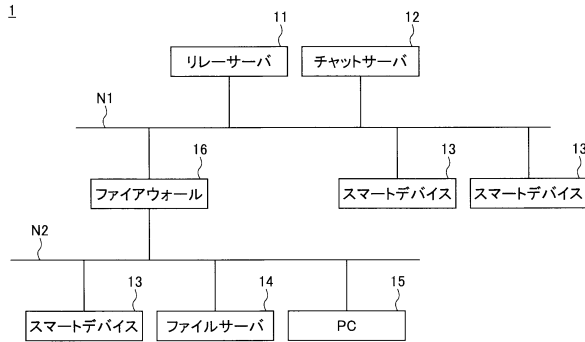 1
11
12
リレーサーバ
チャットサーバ
N1
16
13
13
ファイアウォール
スマートデバイス
スマートデバイス
N2
13
14
15
スマートデバイス
ファイルサーバ
PC